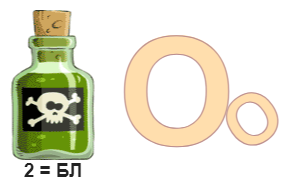 Оо
2 = БЛ